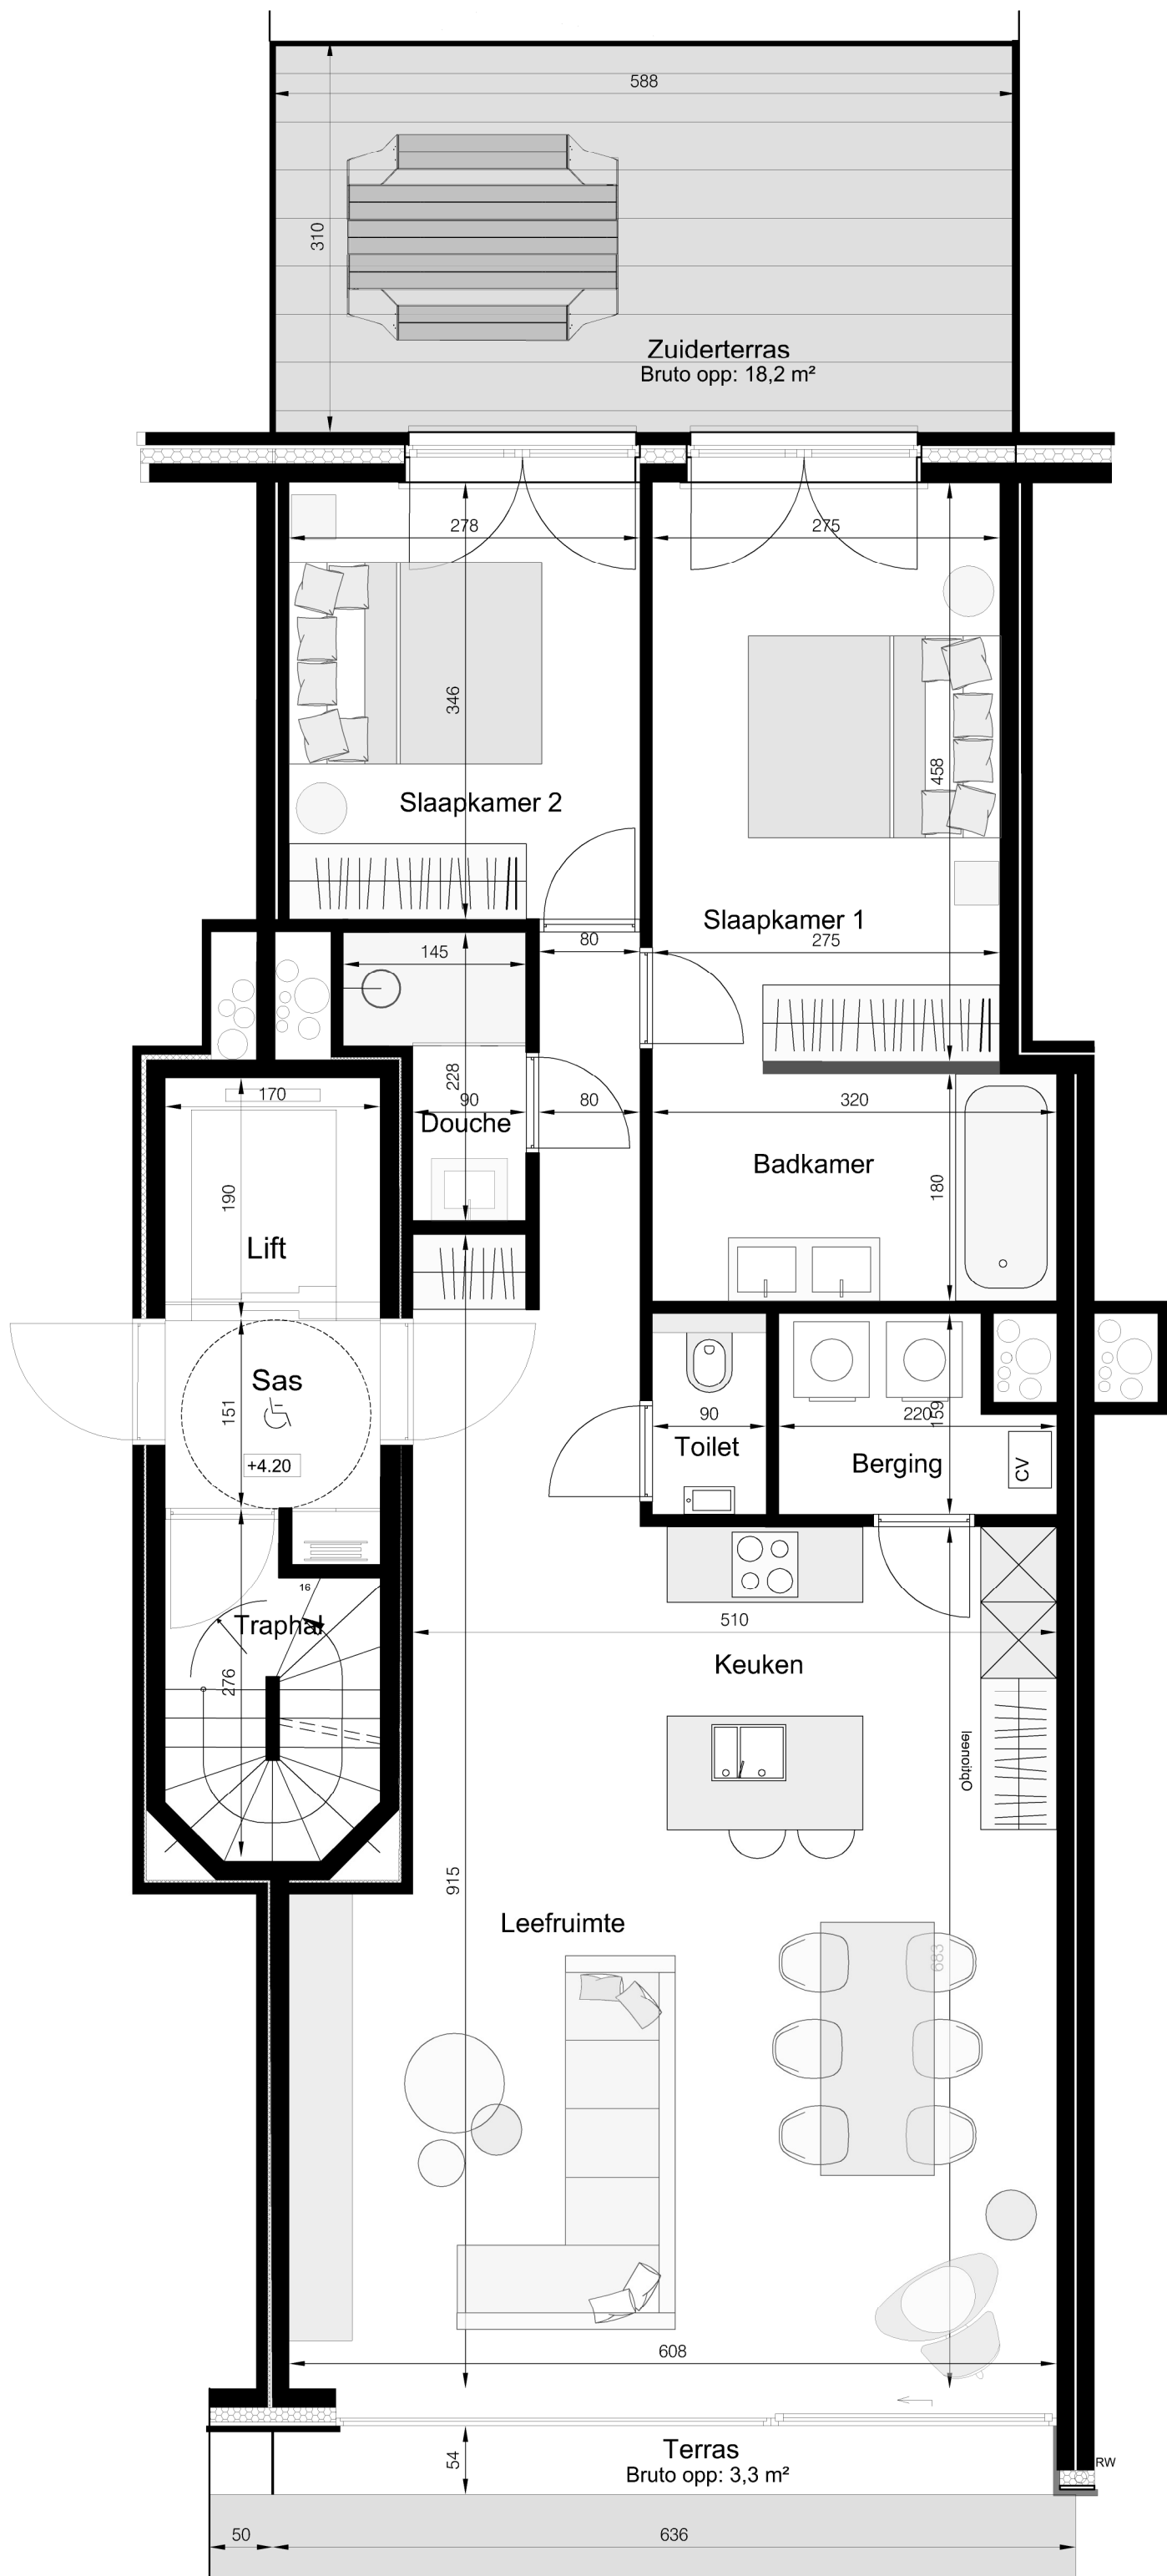 588
310
Zuiderterras
Bruto opp: 18,2 m²
278
275
346
458
Slaapkamer 2
Slaapkamer 1
275
80
145
228
90
80
Douche
320
Badkamer
180
170
190
Lift
Sas
151
+4.20
90
Toilet
220
159
Berging
CV
16
Traphal
276
510
Keuken
Optioneel
915
Leefruimte
683
608
54
Terras
Bruto opp: 3,3 m²
RW
50
636